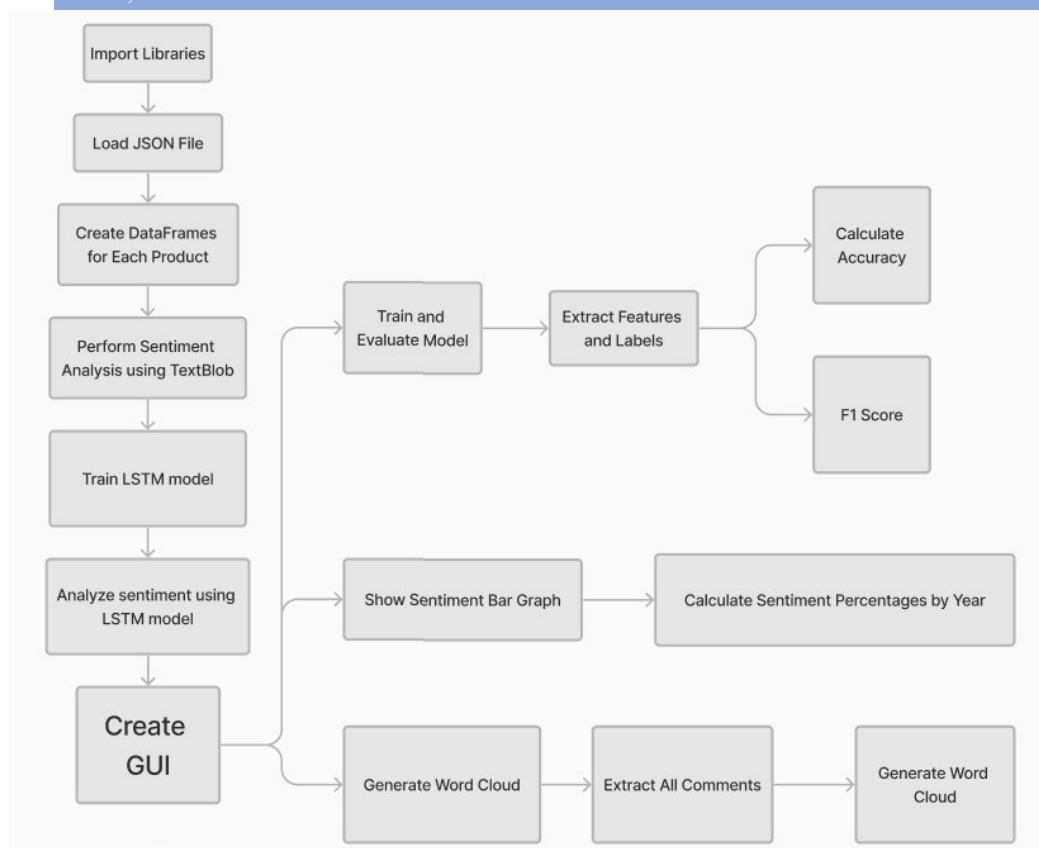 Import Libraries
Load JSON File
Create DataFrames
for Each Product
Perform Sentiment
Analysis using TextBlob
Train LSTM model
Analyze sentiment using
LSTM model
Create
GUI
Train and
Evaluate Model
Extract Features
and Labels
Calculate
Accuracy
F1 Score
Show Sentiment Bar Graph
Calculate Sentiment Percentages by Year
Generate Word Cloud
Extract All Comments
Generate Word
Cloud